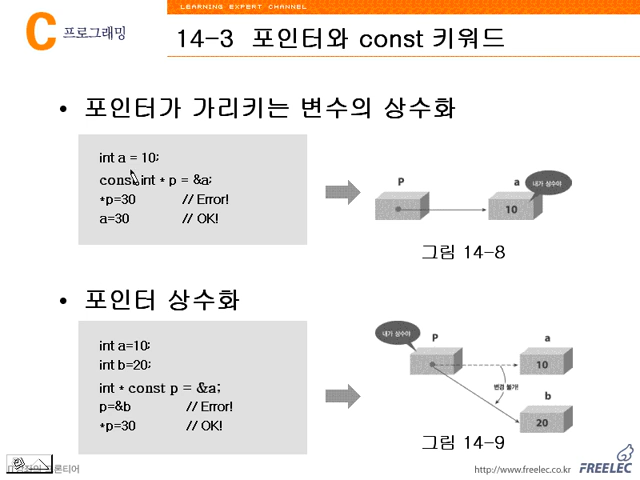 LEARNING EXPERT CHANNEL
C 프로그래밍
14-3 포인터와 const 키워드
• 포인터가 가리키는 변수의 상수화
int a = 10;
const int * p = &a;
*p=30 // Error!
a=30 // OK!
P
a
내가 상수야
10
그림 14-8
• 포인터 상수화
int a=10;
int b=20;
int * const p = &a;
p=&b // Error!
*p=30 // OK!
내가 상수야
P
a
10
변경 불가!
b
20
그림 14-9
프론티어
http://www.freelec.co.kr
FREELEC